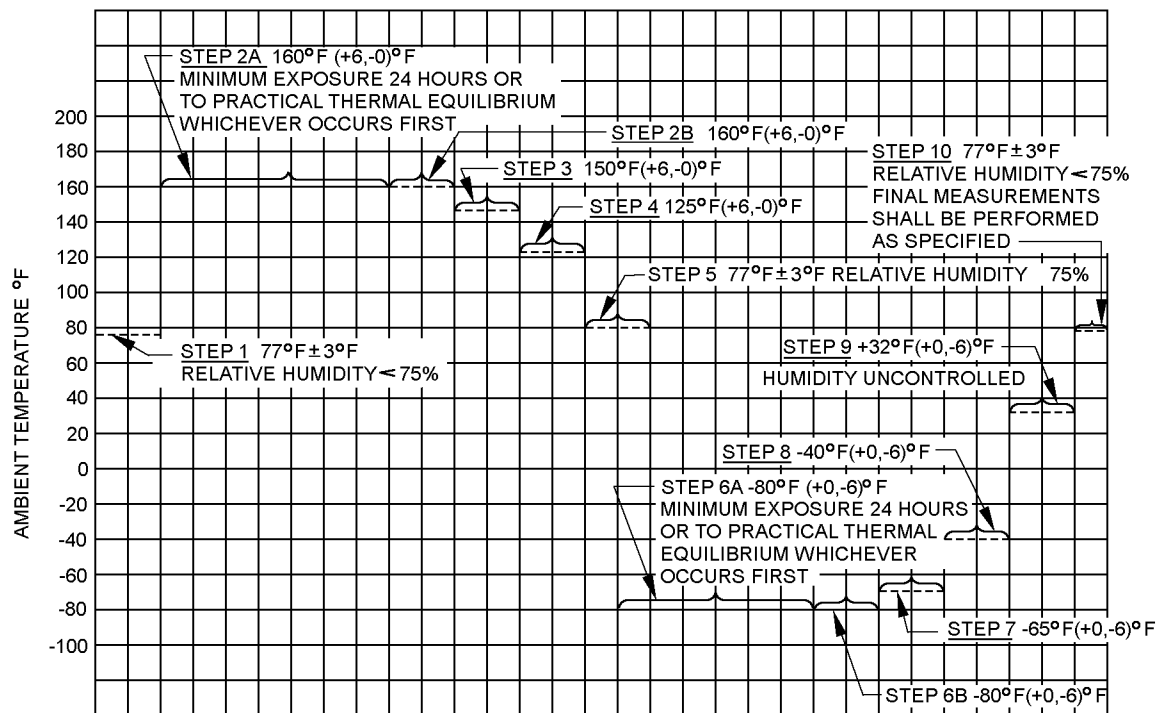 STEP 2A 160°F (+6,-0)°F
MINIMUM EXPOSURE 24 HOURS OR
TO PRACTICAL THERMAL EQUILIBRIUM
WHICHEVER OCCURS FIRST
STEP 2B 160°F(+6,-0)°F
STEP 3 150°F(+6,-0)°F
STEP 4 125°F(+6,-0)°F
STEP 10 77°F±3°F
RELATIVE HUMIDITY<75%
FINAL MEASUREMENTS
SHALL BE PERFORMED
AS SPECIFIED
STEP 5 77°F±3°F RELATIVE HUMIDITY 75%
STEP 1 77°F±3°F
RELATIVE HUMIDITY<75%
STEP 9 +32°F(+0,-6)°F
HUMIDITY UNCONTROLLED
STEP 8 -40°F(+0,-6)°F
STEP 6A -80°F (+0,-6)°F
MINIMUM EXPOSURE 24 HOURS
OR TO PRACTICAL THERMAL
EQUILIBRIUM WHICHEVER
OCCURS FIRST
STEP 7 -65°F(+0,-6)°F
STEP 6B -80°F(+0,-6)°F
AMBIENT TEMPERATURE °F
200
180
160
140
120
100
80
60
40
20
0
-20
-40
-60
-80
-100